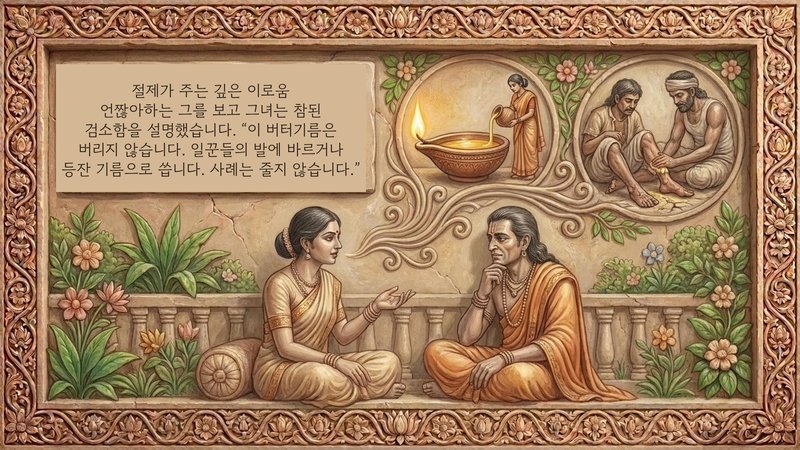 절제가 주는 깊은 이로움
언짢아하는 그를 보고 그녀는 참된
검소함을 설명했습니다. “이 버터기름은
버리지 않습니다. 일꾼들의 발에 바르거나
등잔 기름으로 씁니다. 사례는 줄지 않습니다.”